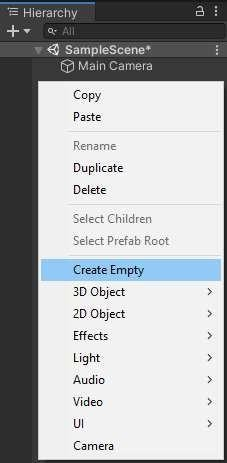 Hierarchy
All
SampleScene*
Main Camera
Copy
Paste
Rename
Duplicate
Delete
Select Children
Select Prefab Root
Create Empty
3D Object
2D Object
Effects
Light
Audio
Video
UI
Camera